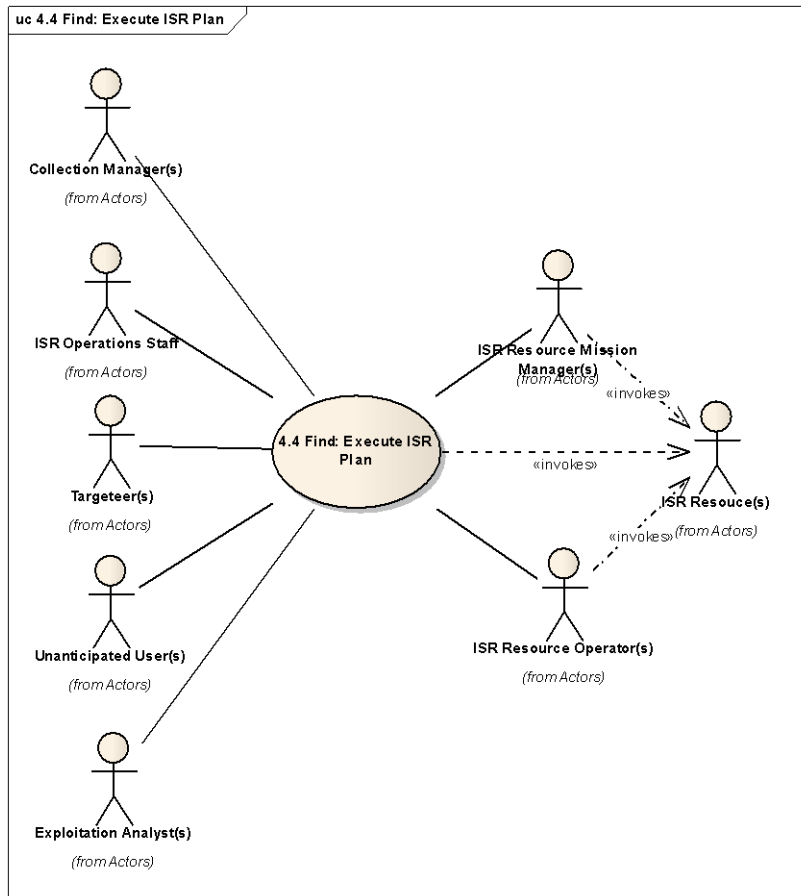 uc 4.4 Find: Execute ISR Plan
Collection Manager(s)
(from Actors)
ISR Operations Staff
(from Actors)
Targeteer(s)
(from Actors)
Unanticipated User(s)
(from Actors)
Exploitation Analyst(s)
(from Actors)
4.4 Find: Execute ISR
Plan
ISR Resource Mission
Manager(s)
(from Actors)
«invokes»
«invokes»
«invokes»
ISR Resouce(s)
(from Actors)
ISR Resource Operator(s)
(from Actors)